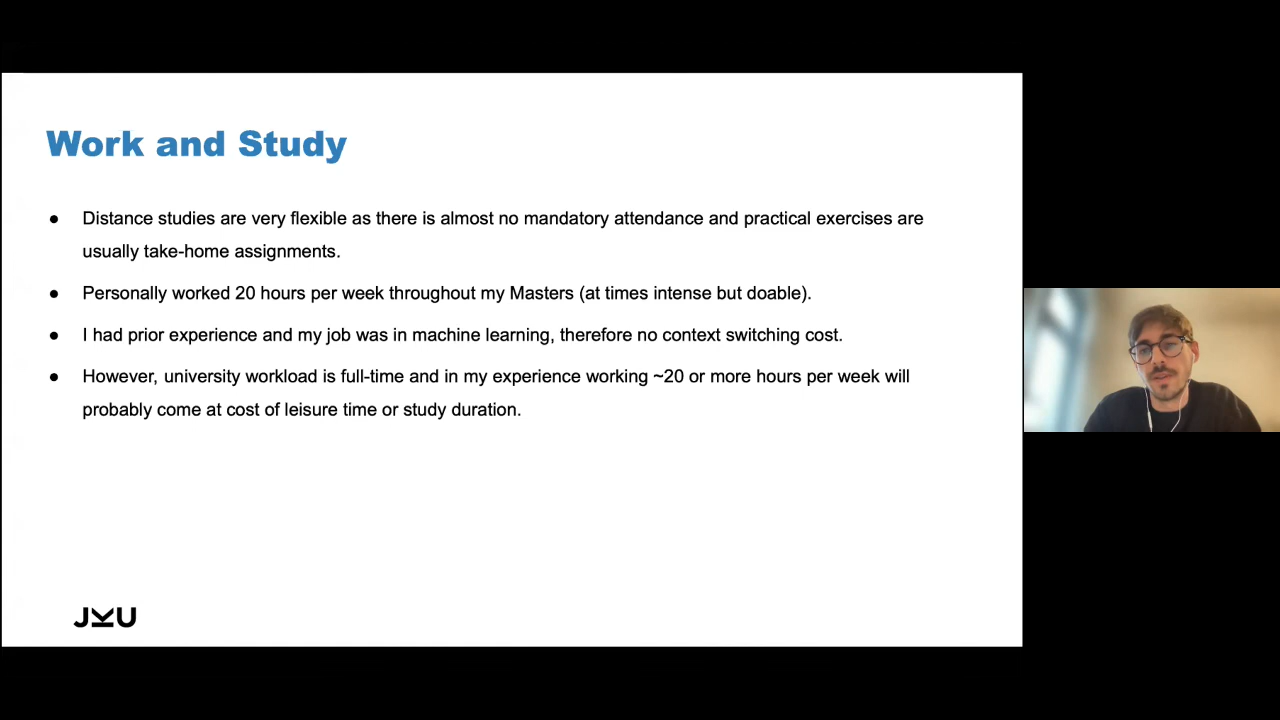 Work and Study
● Distance studies are very flexible as there is almost no mandatory attendance and practical exercises are
usually take-home assignments.
● Personally worked 20 hours per week throughout my Masters (at times intense but doable).
● I had prior experience and my job was in machine learning, therefore no context switching cost.
● However, university workload is full-time and in my experience working ~20 or more hours per week will
probably come at cost of leisure time or study duration.
JKU